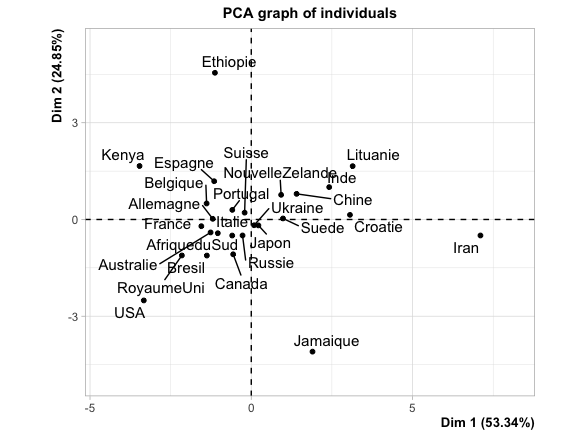 PCA graph of individuals
Dim 2 (24.85%)
Ethiopie
3
Kenya
Suisse
Lituanie
Espagne
NouvelleZelande
Inde
Belgique
Portugal
Chine
Allemagne
Ukraine
0
France
Italie
Suede
Croatie
AfriqueduSud
Japon
Iran
Australie
Bresil
Russie
RoyaumeUni
Canada
USA
-3
Jamaique
-5
0
5
Dim 1 (53.34%)